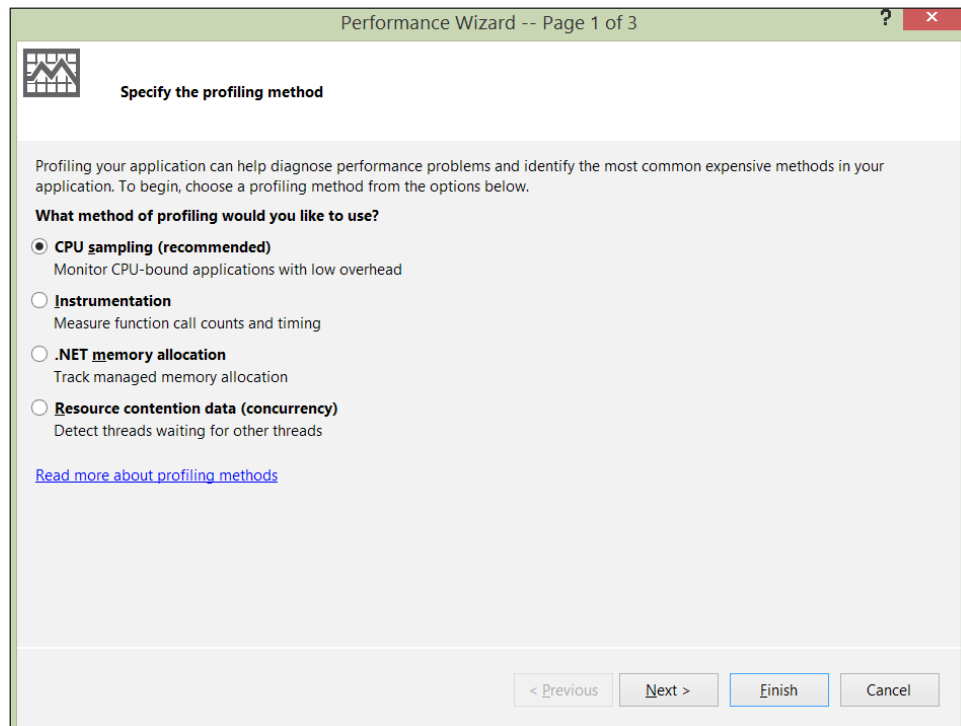 Performance Wizard -- Page 1 of 3
?
Specify the profiling method
Profiling your application can help diagnose performance problems and identify the most common expensive methods in your
application. To begin, choose a profiling method from the options below.
What method of profiling would you like to use?
CPU sampling (recommended)
Monitor CPU-bound applications with low overhead
Instrumentation
Measure function call counts and timing
.NET memory allocation
Track managed memory allocation
Resource contention data (concurrency)
Detect threads waiting for other threads
Read more about profiling methods
< Previous
Next >
Finish
Cancel